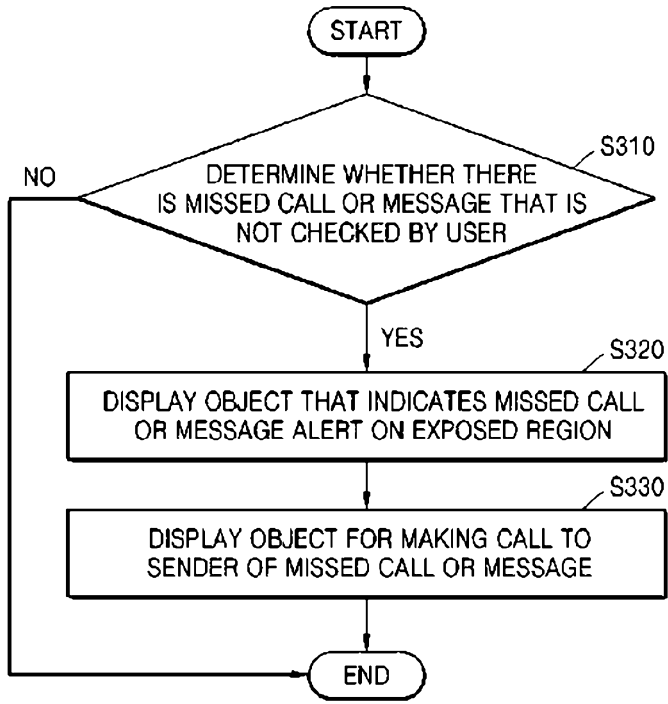 START
S310
NO
DETERMINE WHETHER THERE
IS MISSED CALL OR MESSAGE THAT IS
NOT CHECKED BY USER
YES
S320
DISPLAY OBJECT THAT INDICATES MISSED CALL
OR MESSAGE ALERT ON EXPOSED REGION
S330
DISPLAY OBJECT FOR MAKING CALL TO
SENDER OF MISSED CALL OR MESSAGE
END